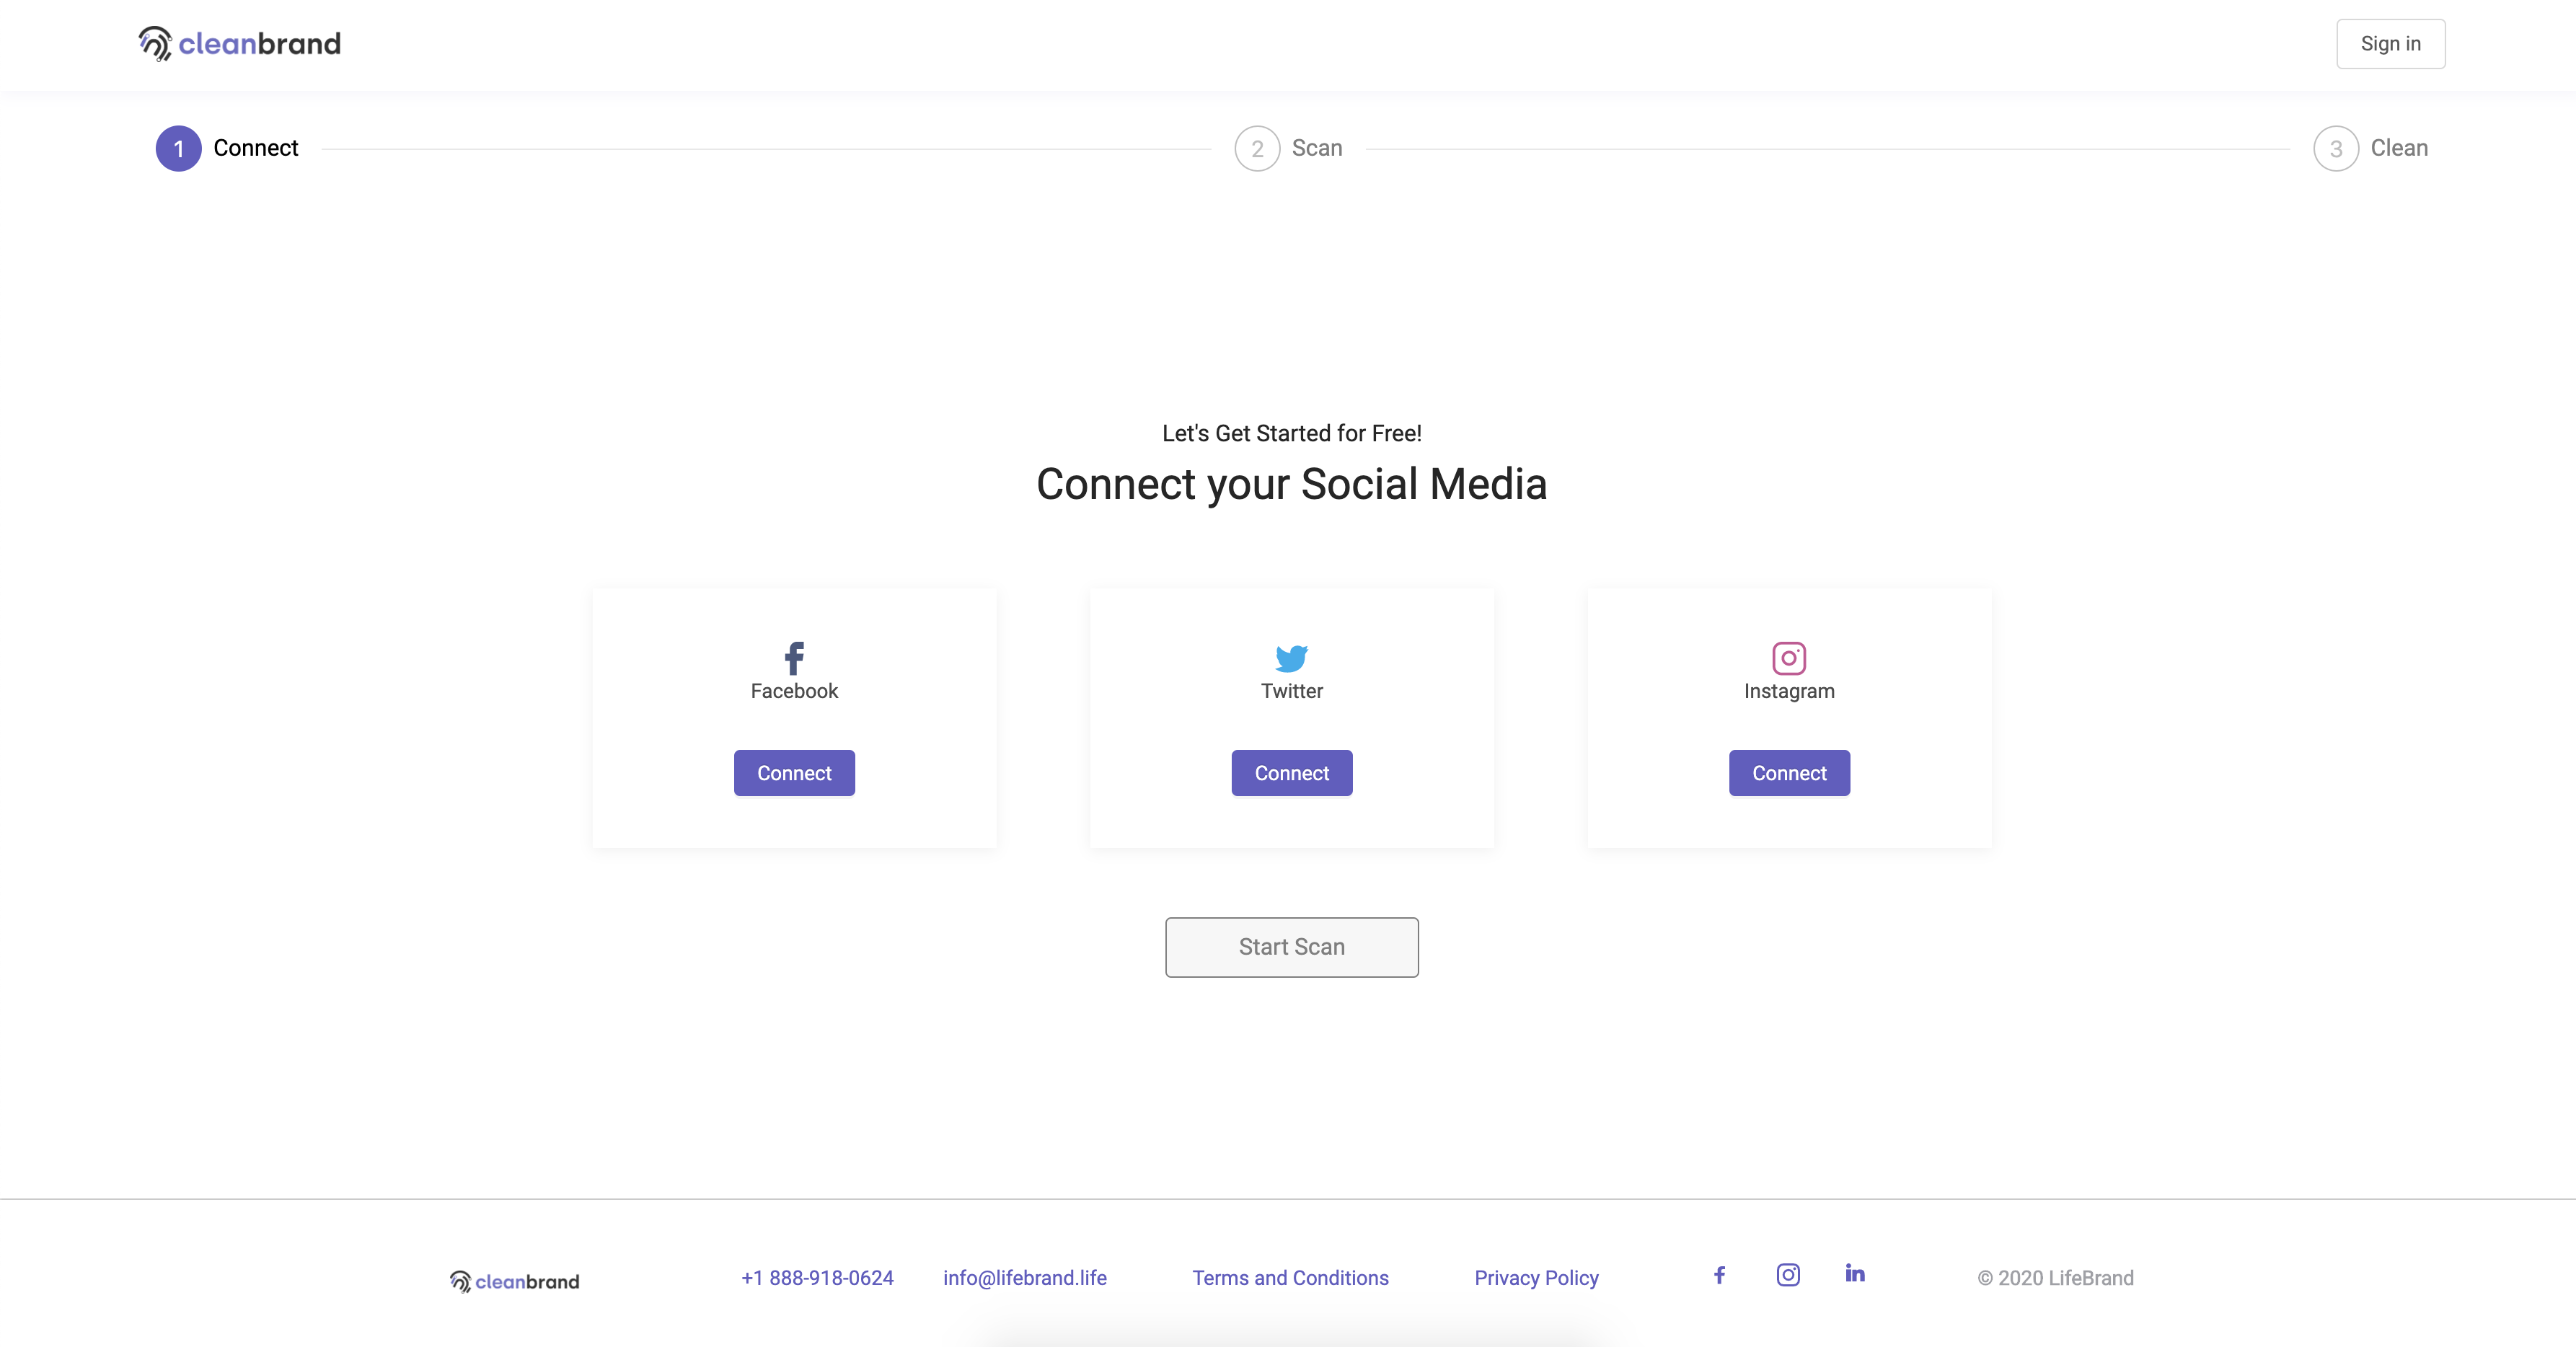 cleanbrand
Sign in
1 Connect
2 Scan
3 Clean
Let's Get Started for Free!
Connect your Social Media
Facebook
Connect
Twitter
Connect
Instagram
Connect
Start Scan
cleanbrand
+1 888-918-0624
info@lifebrand.life
Terms and Conditions
Privacy Policy
© 2020 LifeBrand